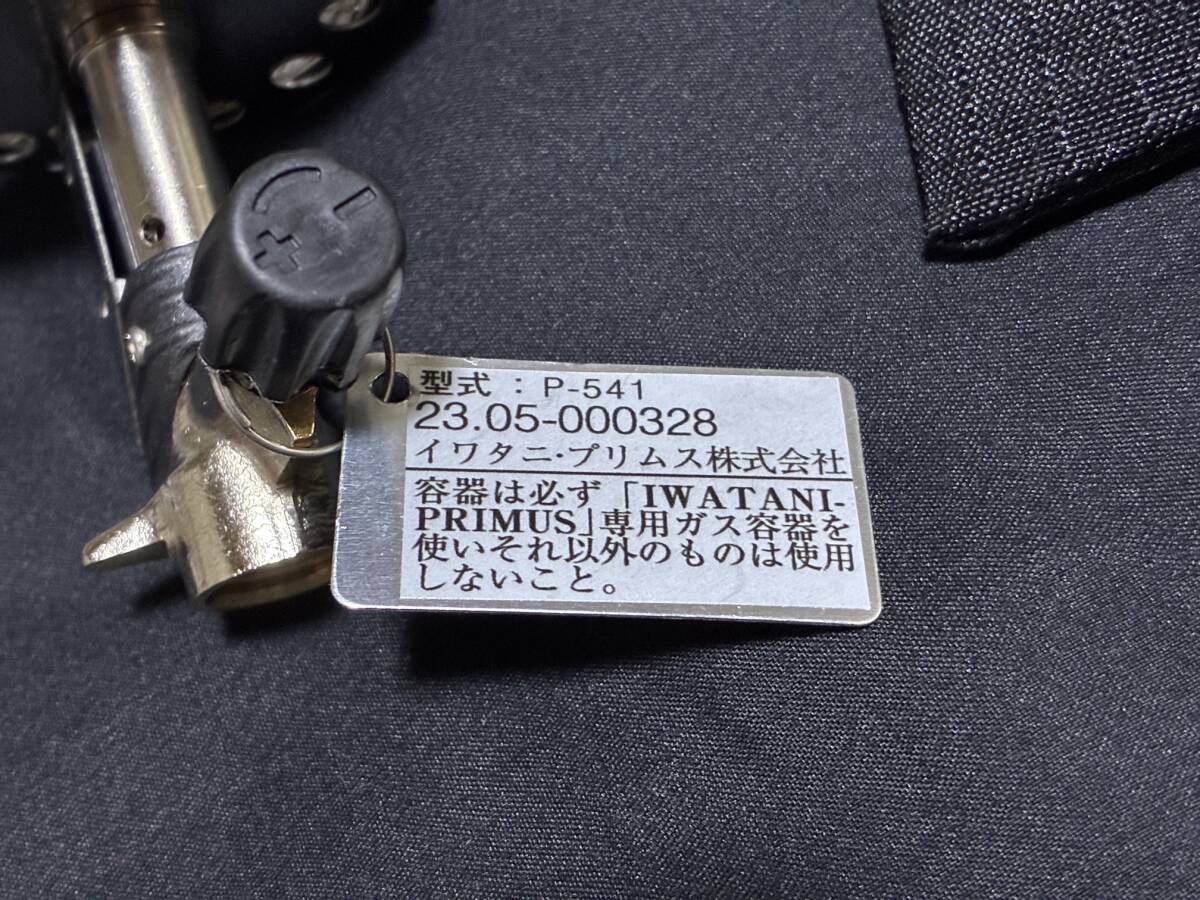 型式：P-541
23.05-000328
イワタニ・プリムス株式会社
容器は必ず「IWATANI-
PRIMUS」専用ガス容器を
使いそれ以外のものは使用
しないこと。